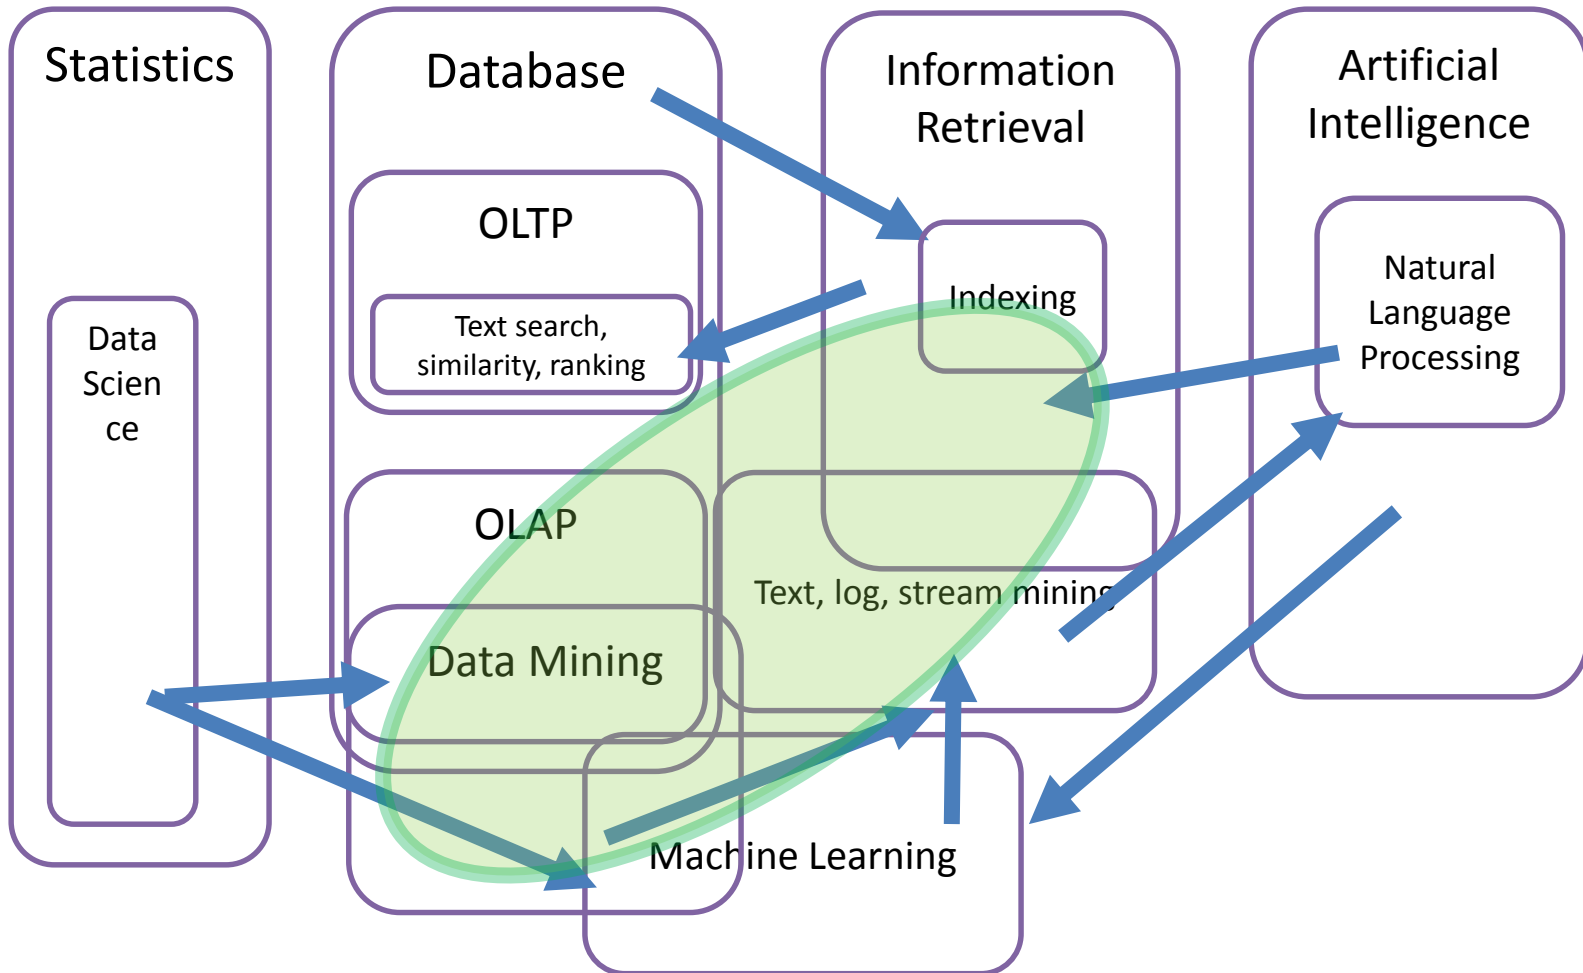 Statistics
Data
Scien
ce
Database
OLTP
Text search,
similarity, ranking
OLAP
Data Mining
Information
Retrieval
Indexing
Text, log, stream mining
Machine Learning
Artificial
Intelligence
Natural
Language
Processing